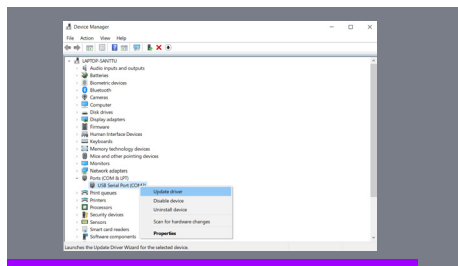 Device Manager
File Action View Help
LAPTOP-SANTTU
Audio inputs and outputs
Batteries
Biometric devices
Bluetooth
Cameras
Computer
Disk drives
Display adapters
Firmware
Human Interface Devices
Keyboards
Memory technology devices
Mice and other pointing devices
Monitors
Network adapters
Ports (COM & LPT)
USB Serial Port
Update driver
Print queues
Disable device
Printers
Uninstall device
Processors
Security devices
Scan for hardware changes
Sensors
Smart card readers
Properties
Software components
Launches the Update Driver Wizard for the selected device.